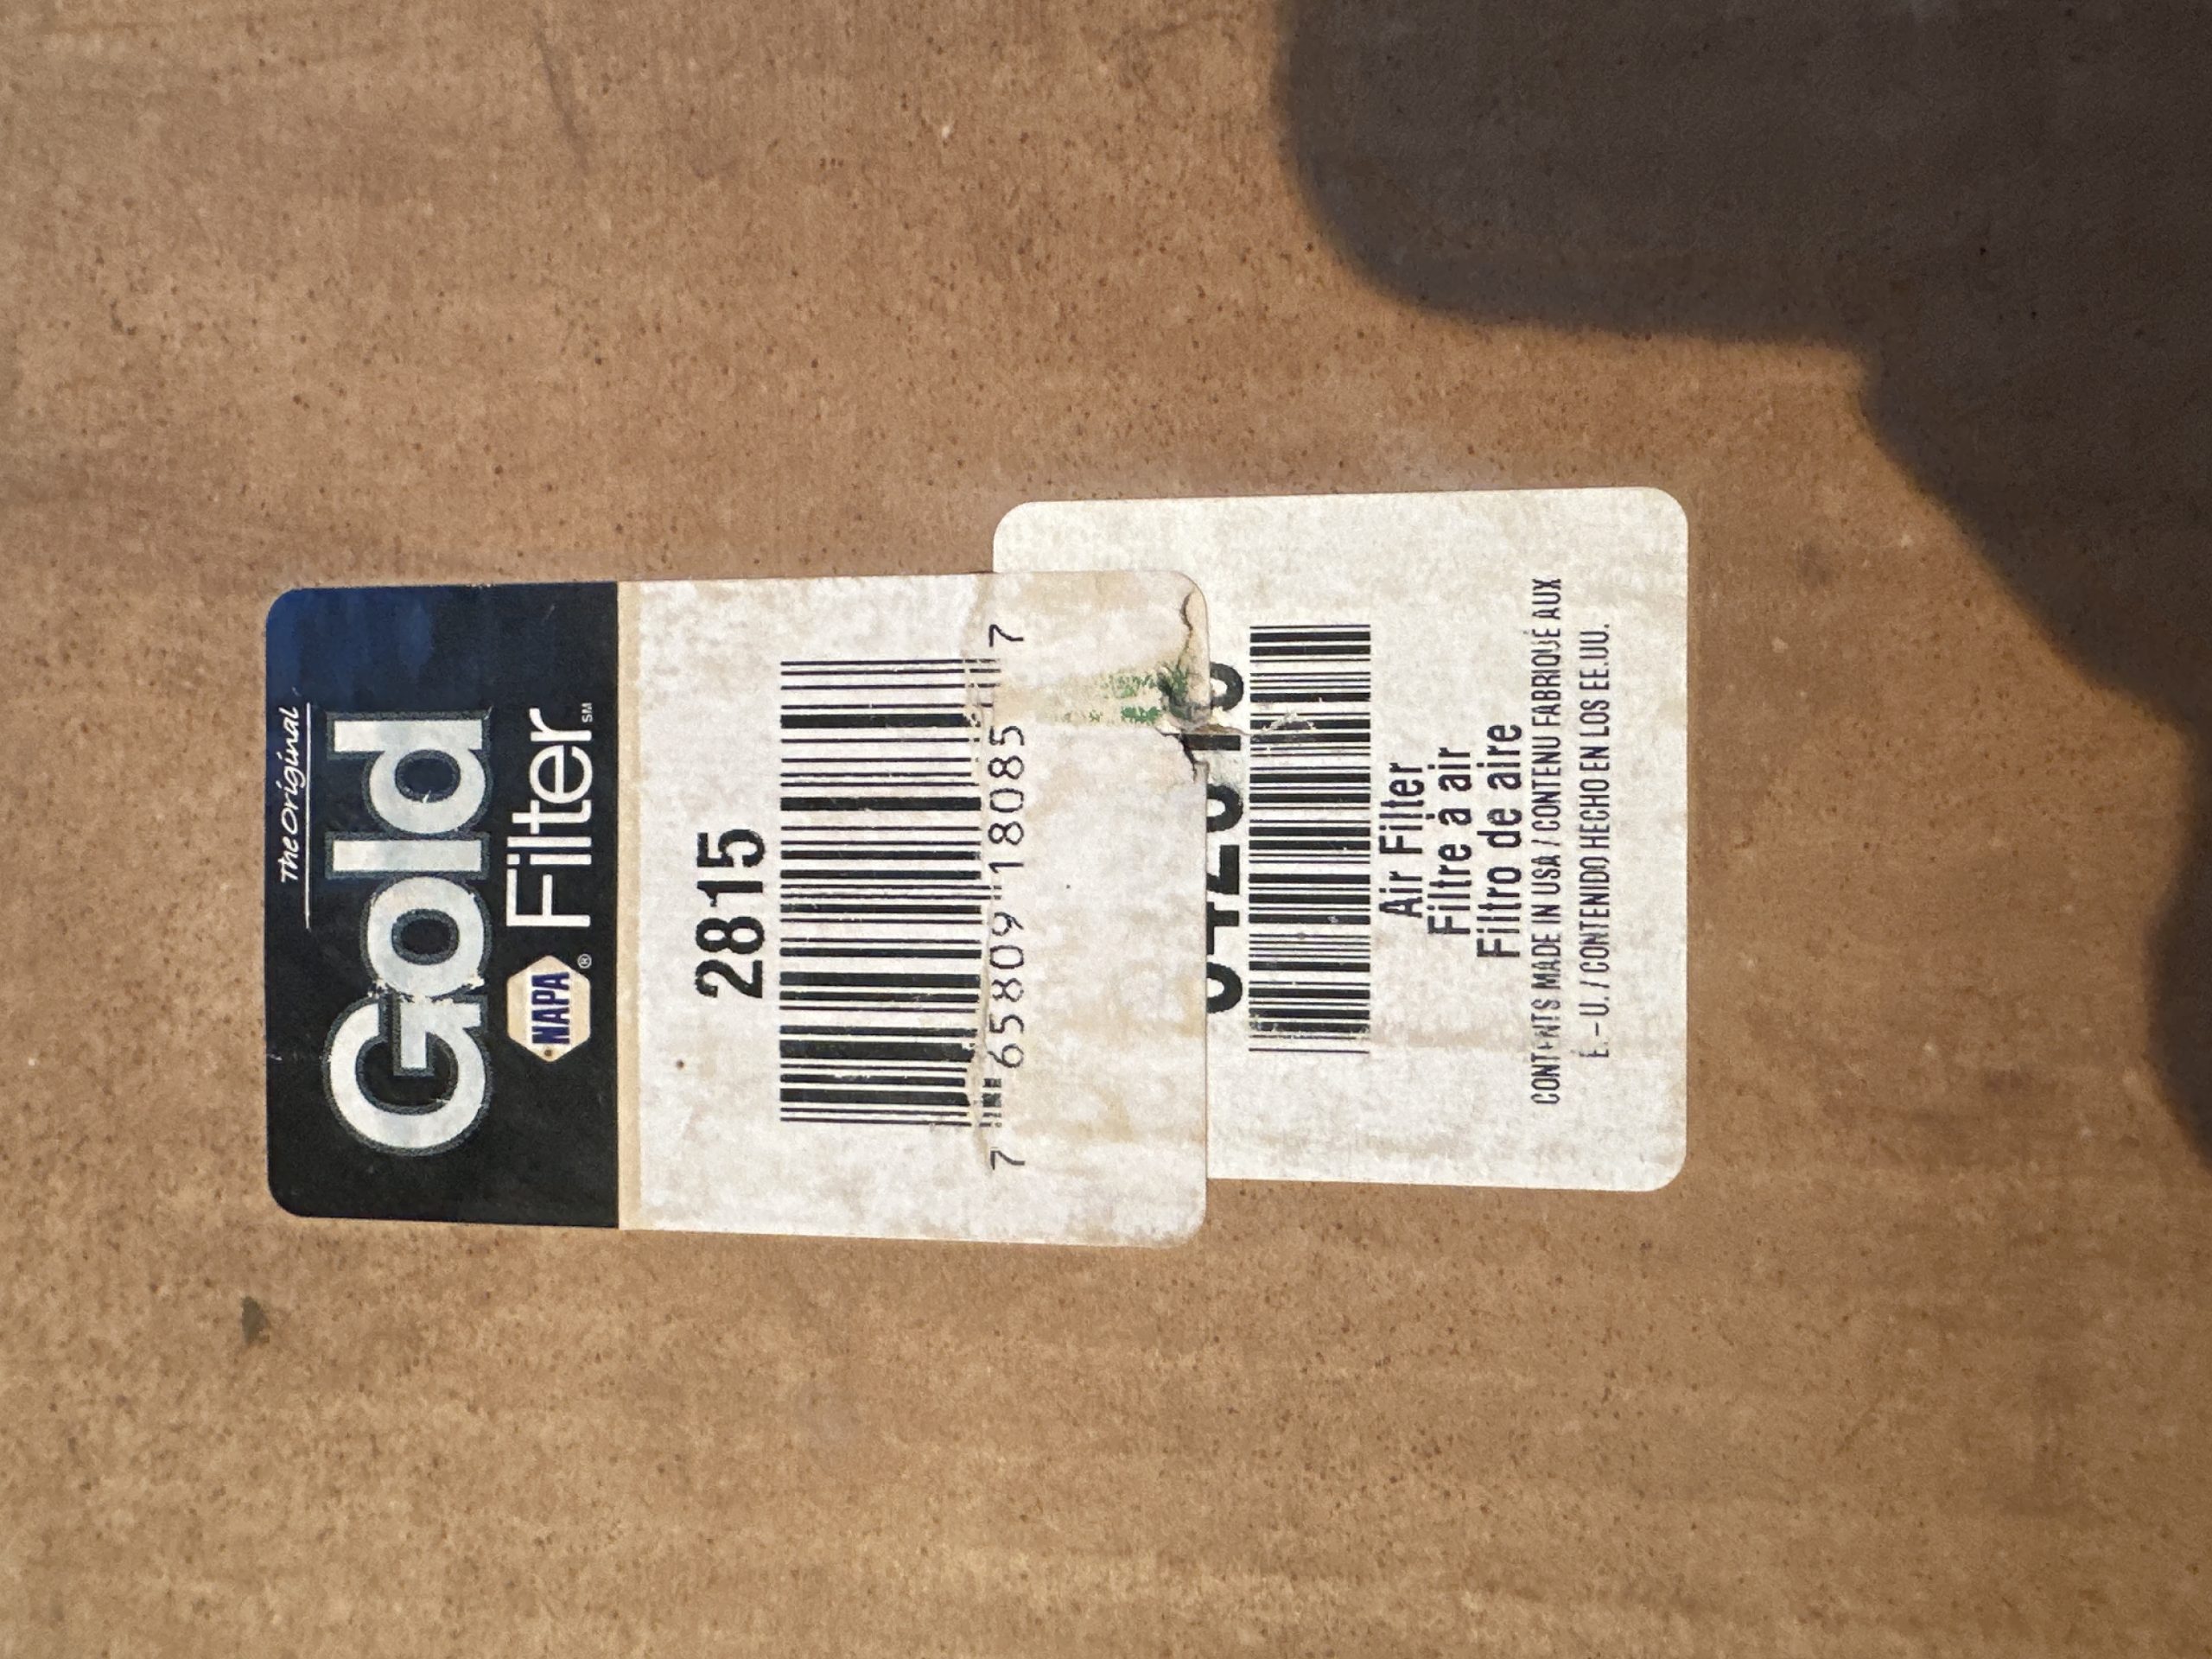 The Original
Gold
NAPA® Filter SM
2815
7 65809 18085 7
Air Filter
Filtre à air
Filtro de aire
CONTENTS MADE IN USA / CONTENU FABRIQUÉ AUX
É.-U. / CONTENIDO HECHO EN LOS EE.UU.